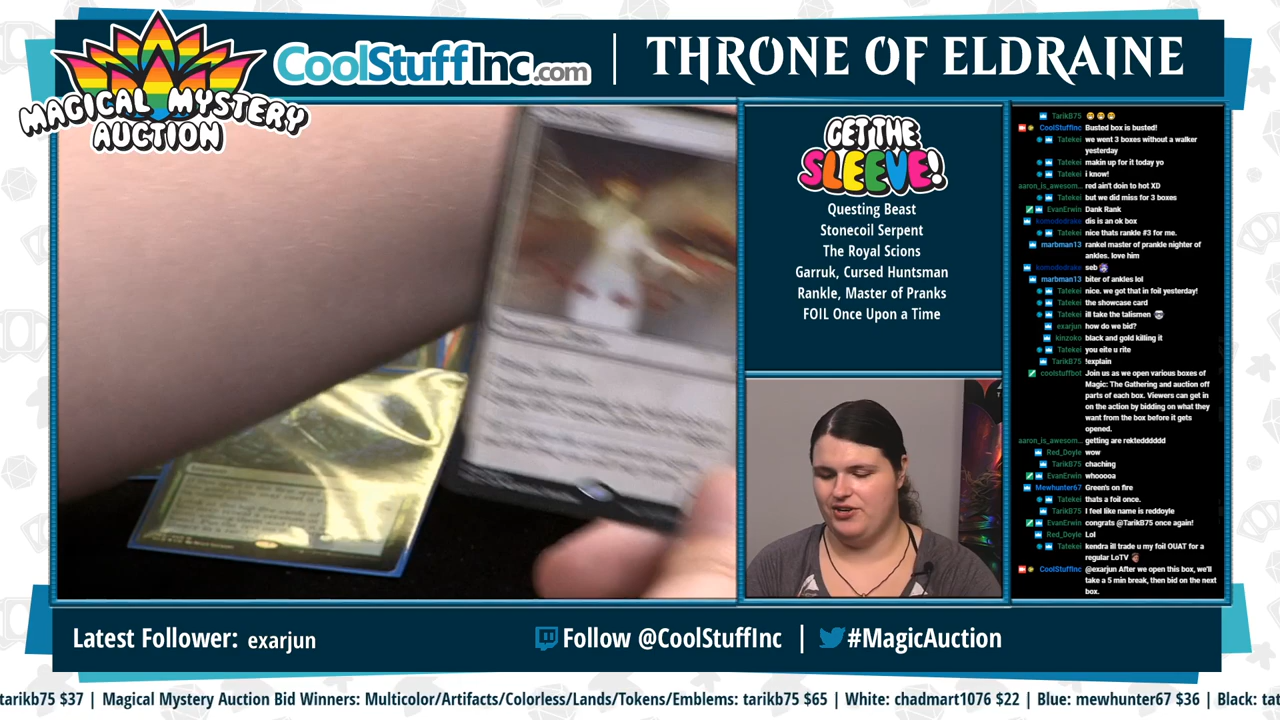 MAGICAL MYSTERY
AUCTION
CoolStuffInc.com
THRONE OF ELDRAINE
GET THE
SLEEVE!
Questing Beast
Stonecoil Serpent
The Royal Scions
Garruk, Cursed Huntsman
Rankle, Master of Pranks
FOIL Once Upon a Time
TarikB75
CoolStuffInc Busted box is busted!
Tatekei we went 3 boxes without a walker
yesterday
Tatekei makin up for it today yo
Tatekei i know!
aaron_is_awesom... red ain't doin to hot XD
Tatekei but we did miss for 3 boxes
EvanErwin Dank Rank
komododrake dis is an ok box
Tatekei nice thats rankle #3 for me.
marbman13 rankel master of prankle nighter of
ankles. love him
komododrake seb
marbman13 biter of ankles lol
Tatekei nice. we got that in foil yesterday!
Tatekei the showcase card
Tatekei ill take the talismen
exarjun how do we bid?
kinzoko black and gold killing it
Tatekei you eite u rite
TarikB75 !explain
coolstuffbot Join us as we open various boxes of
Magic: The Gathering and auction off
parts of each box. Viewers can get in
on the action by bidding on what they
want from the box before it gets
opened.
aaron_is_awesom... getting are rektedddddd
Red_Doyle wow
TarikB75 chaching
EvanErwin whooooa
Mewhunter67 Green's on fire
Tatekei thats a foil once.
TarikB75 I feel like name is reddoyle
EvanErwin congrats @TarikB75 once again!
Red_Doyle Lol
Tatekei kendra ill trade u my foil OUAT for a
regular LoTV
CoolStuffInc @exarjun After we open this box, we'll
take a 5 min break, then bid on the next
box.
Latest Follower: exarjun
Follow @CoolStuffInc | #MagicAuction
tarikb75 $37 | Magical Mystery Auction Bid Winners: Multicolor/Artifacts/Colorless/Lands/Tokens/Emblems: tarikb75 $65 | White: chadmart1076 $22 | Blue: mewhunter67 $36 | Black: tar